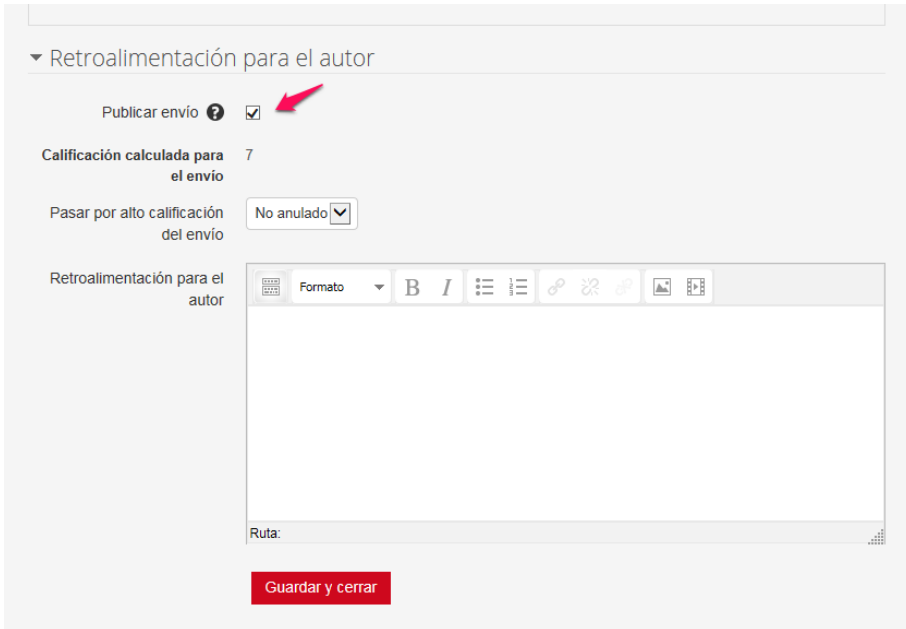 Retroalimentación para el autor
Publicar envío ?
Calificación calculada para
el envío
7
Pasar por alto calificación
del envío
No anulado
Retroalimentación para el
autor
Formato B I
Ruta:
Guardar y cerrar